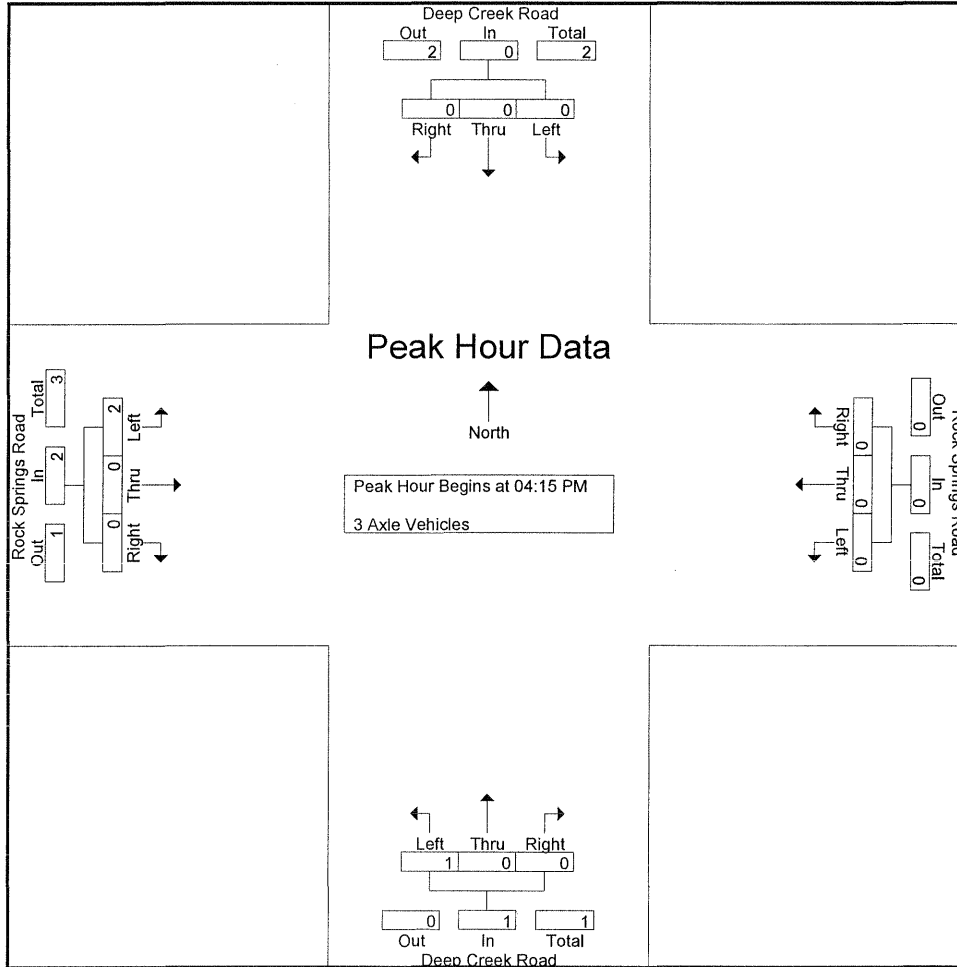 Deep Creek Road
Out In Total
2 0 2
0 0 0
Right Thru Left
Peak Hour Data
North
Peak Hour Begins at 04:15 PM
3 Axle Vehicles
Rock Springs Road
Out In Total
1 2 3
Left Thru Right
2 0 0
Rock Springs Road
Out In Total
0 0 0
Right Thru Left
0 0 0
Left Thru Right
1 0 0
0 1 1
Out In Total
Deep Creek Road